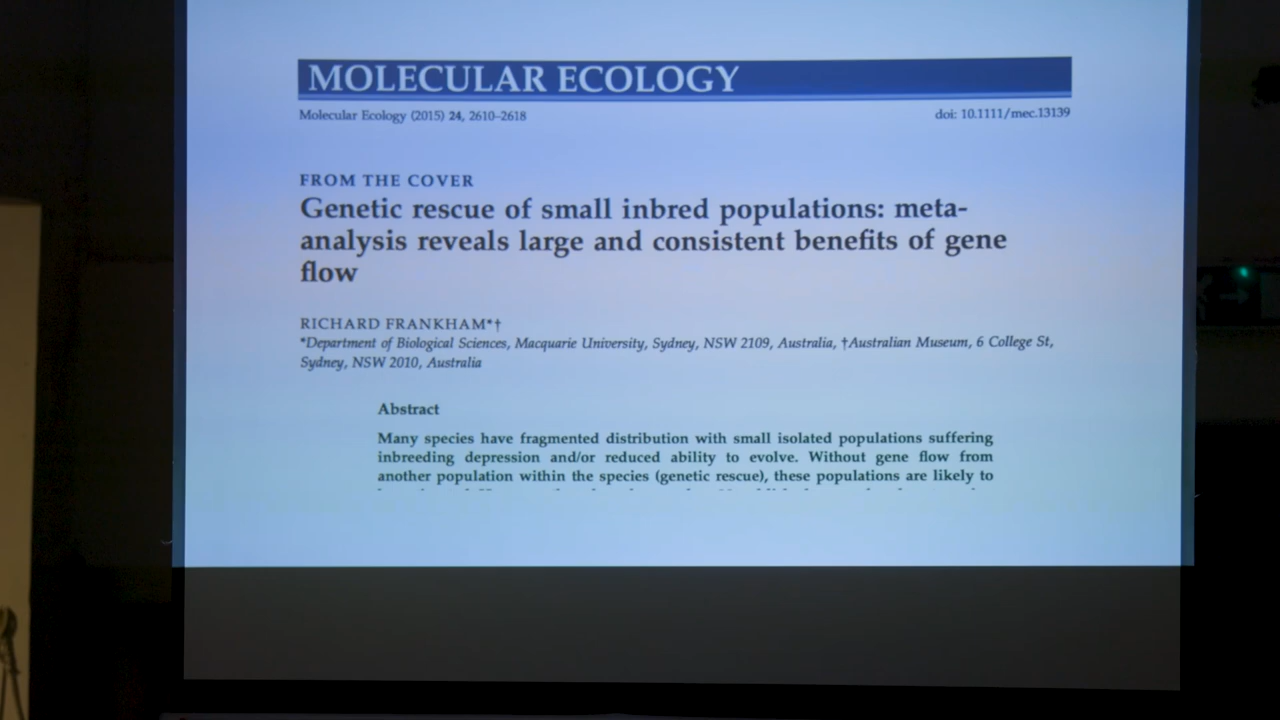 MOLECULAR ECOLOGY
Molecular Ecology (2015) 24, 2610–2618
doi: 10.1111/mec.13139
FROM THE COVER
Genetic rescue of small inbred populations: meta-
analysis reveals large and consistent benefits of gene
flow
RICHARD FRANKHAM*†
*Department of Biological Sciences, Macquarie University, Sydney, NSW 2109, Australia, †Australian Museum, 6 College St,
Sydney, NSW 2010, Australia
Abstract
Many species have fragmented distribution with small isolated populations suffering
inbreeding depression and/or reduced ability to evolve. Without gene flow from
another population within the species (genetic rescue), these populations are likely to